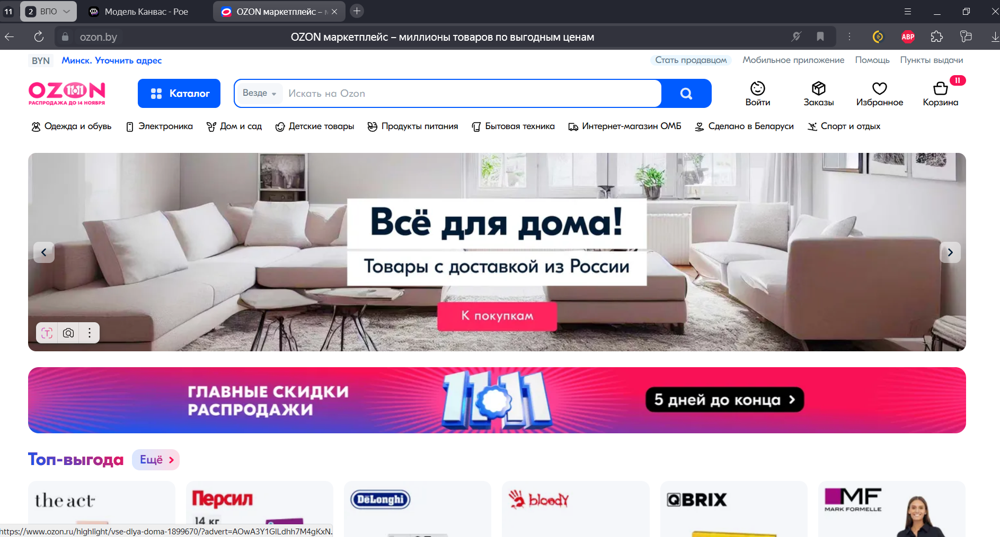 11
2 ВПО
Модель Канвас - Poe
OZON маркетплейс –
ozon.by
OZON маркетплейс – миллионы товаров по выгодным ценам
ABP
BYN
Минск. Уточнить адрес
Стать продавцом
Мобильное приложение
Помощь
Пункты выдачи
OZON
11 11
РАСПРОДАЖА ДО 14 НОЯБРЯ
Каталог
Везде
Искать на Ozon
Войти
Заказы
Избранное
11
Корзина
Одежда и обувь
Электроника
Дом и сад
Детские товары
Продукты питания
Бытовая техника
Интернет-магазин ОМБ
Сделано в Беларуси
Спорт и отдых
Всё для дома!
Товары с доставкой из России
К покупкам
ГЛАВНЫЕ СКИДКИ
РАСПРОДАЖИ
11 11
5 дней до конца
Топ-выгода
Ещё
the act
Персил
14 кг
DeLonghi
bloody
QBRIX
MF
MARK FORMELLE
https://www.ozon.ru/highlight/vse-dlya-doma-1899670/?advert=AOwA3Y1GlLdhh7M4gKxN.